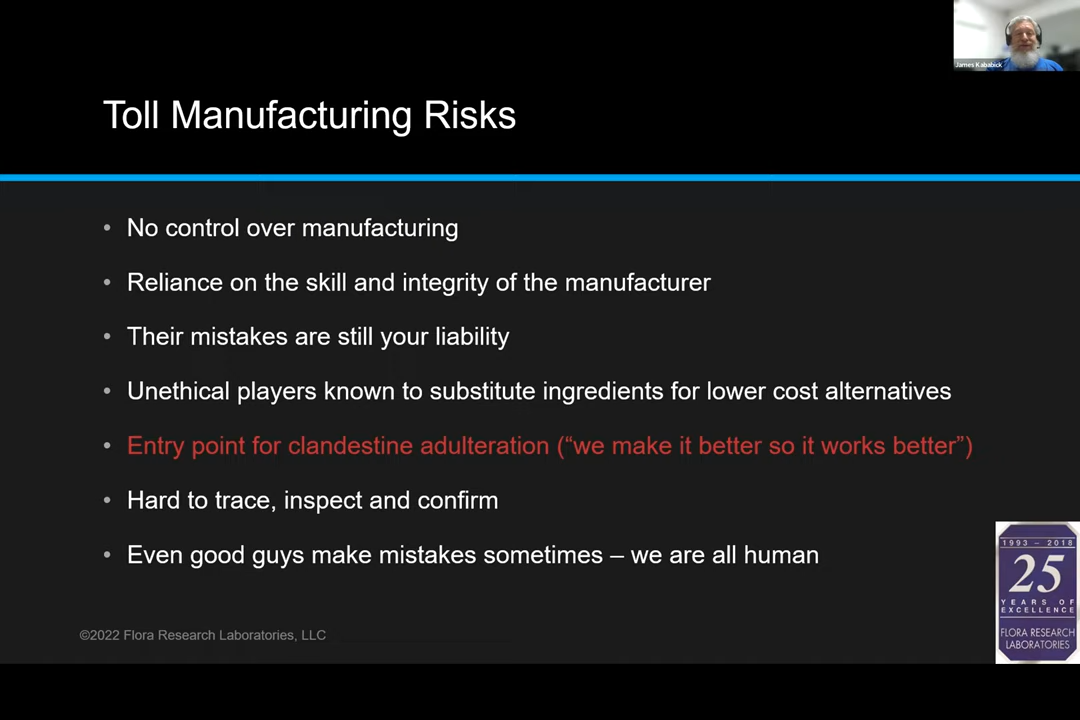 James Kababick
Toll Manufacturing Risks
• No control over manufacturing
• Reliance on the skill and integrity of the manufacturer
• Their mistakes are still your liability
• Unethical players known to substitute ingredients for lower cost alternatives
• Entry point for clandestine adulteration (“we make it better so it works better”)
• Hard to trace, inspect and confirm
• Even good guys make mistakes sometimes – we are all human
1993 – 2018
25
YEARS OF
EXCELLENCE
FLORA RESEARCH
LABORATORIES
©2022 Flora Research Laboratories, LLC